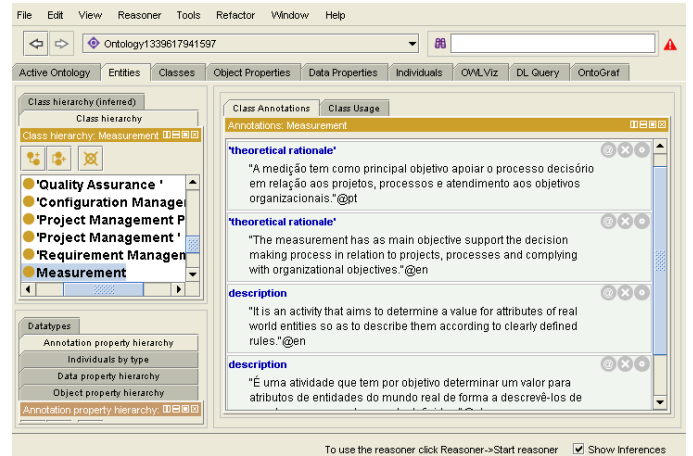 File Edit View Reasoner Tools Refactor Window Help
Ontology1339617941597
Active Ontology Entities Classes Object Properties Data Properties Individuals OWLViz DL Query OntoGraf
Class hierarchy (inferred)
Class hierarchy
Class hierarchy: Measurement
'Quality Assurance '
'Configuration Manage
'Project Management P
'Project Management '
'Requirement Managen
Measurement
Datatypes
Annotation property hierarchy
Individuals by type
Data property hierarchy
Object property hierarchy
Annotation property hierarchy:
Class Annotations Class Usage
Annotations: Measurement
'theoretical rationale'
"A medição tem como principal objetivo apoiar o processo decisório
em relação aos projetos, processos e atendimento aos objetivos
organizacionais."@pt
'theoretical rationale'
"The measurement has as main objective support the decision
making process in relation to projects, processes and complying
with organizational objectives."@en
description
"It is an activity that aims to determine a value for attributes of real
world entities so as to describe them according to clearly defined
rules."@en
description
"É uma atividade que tem por objetivo determinar um valor para
atributos de entidades do mundo real de forma a descrevê-los de
To use the reasoner click Reasoner->Start reasoner Show Inferences